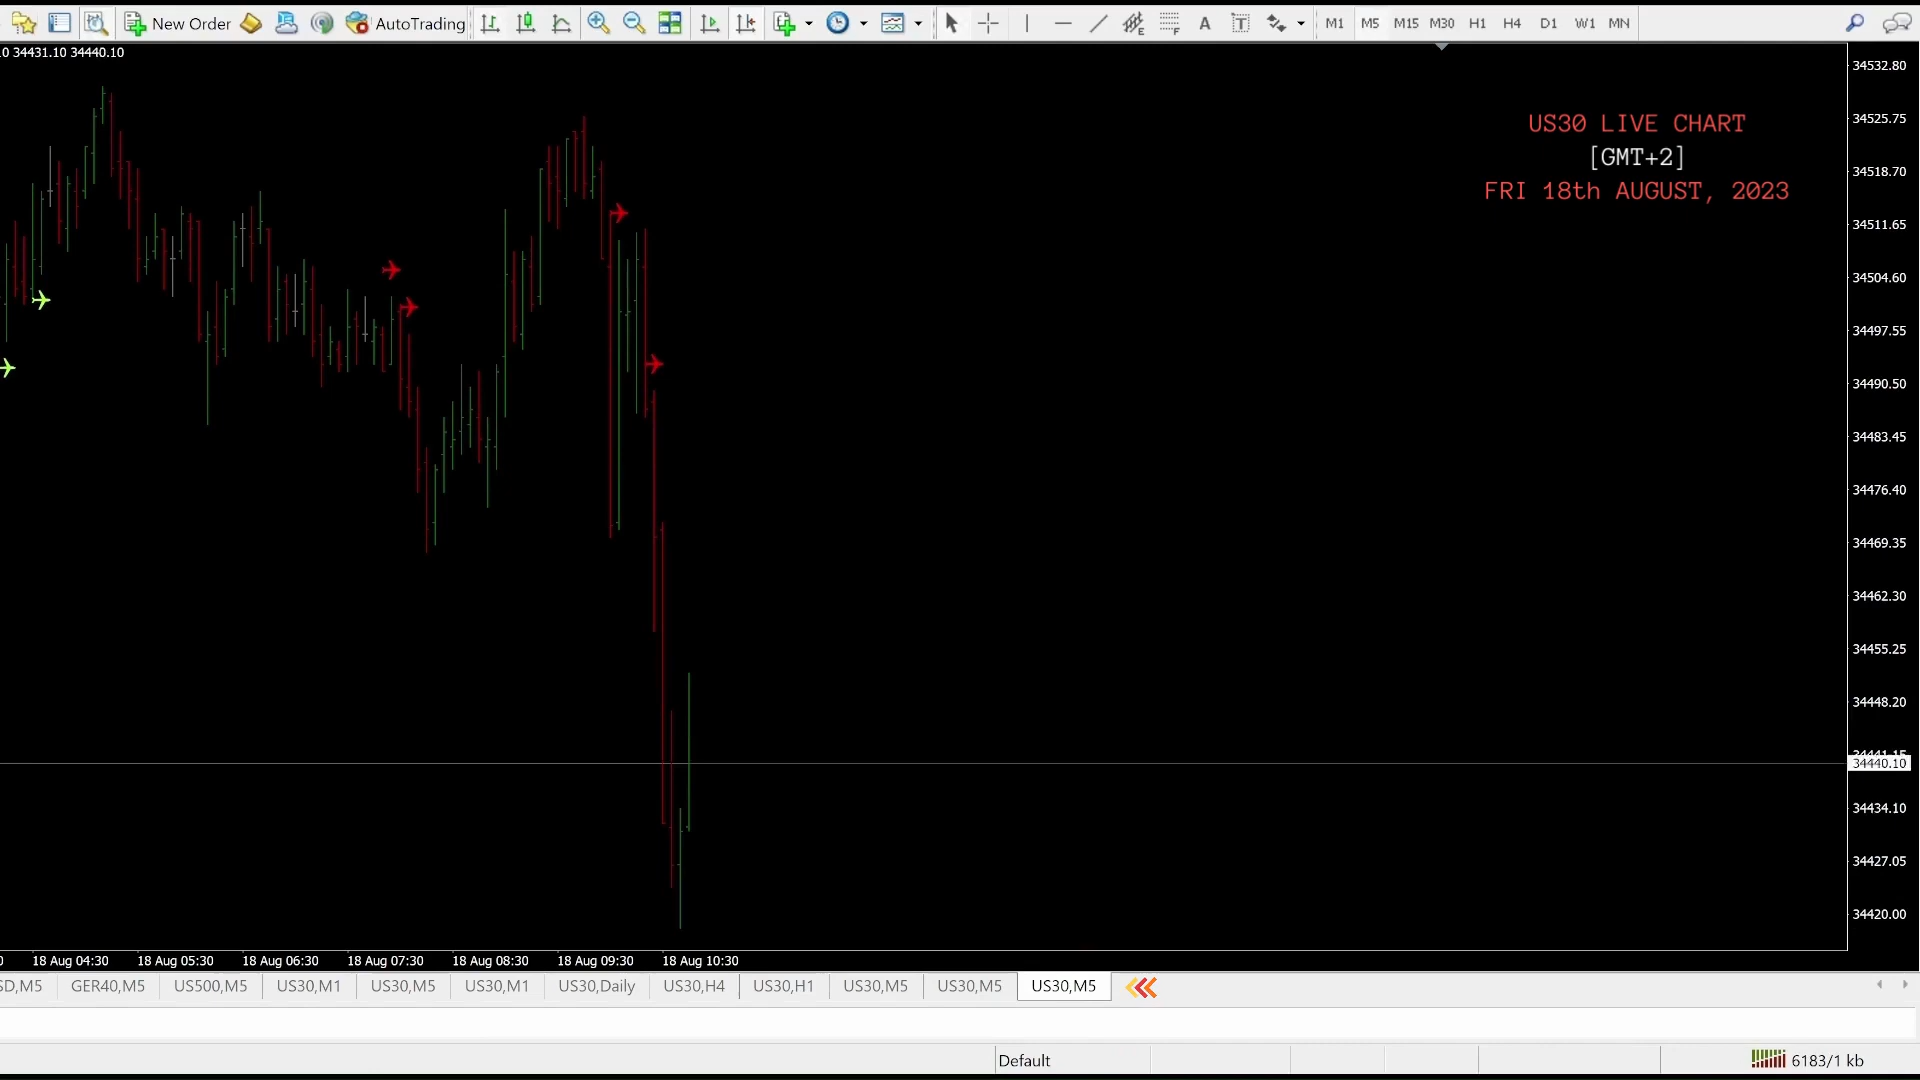 New Order AutoTrading M1 M5 M15 M30 H1 H4 D1 W1 MN
0 34431.10 34440.10
34532.80
US30 LIVE CHART
34525.75
[GMT+2]
34518.70
FRI 18th AUGUST, 2023
34511.65
34504.60
34497.55
34490.50
34483.45
34476.40
34469.35
34462.30
34455.25
34448.20
34441.15
34440.10
34434.10
34427.05
34420.00
0 18 Aug 04:30 18 Aug 05:30 18 Aug 06:30 18 Aug 07:30 18 Aug 08:30 18 Aug 09:30 18 Aug 10:30
SD,M5 GER40,M5 US500,M5 US30,M1 US30,M5 US30,M1 US30,Daily US30,H4 US30,H1 US30,M5 US30,M5 US30,M5
Default 6183/1 kb